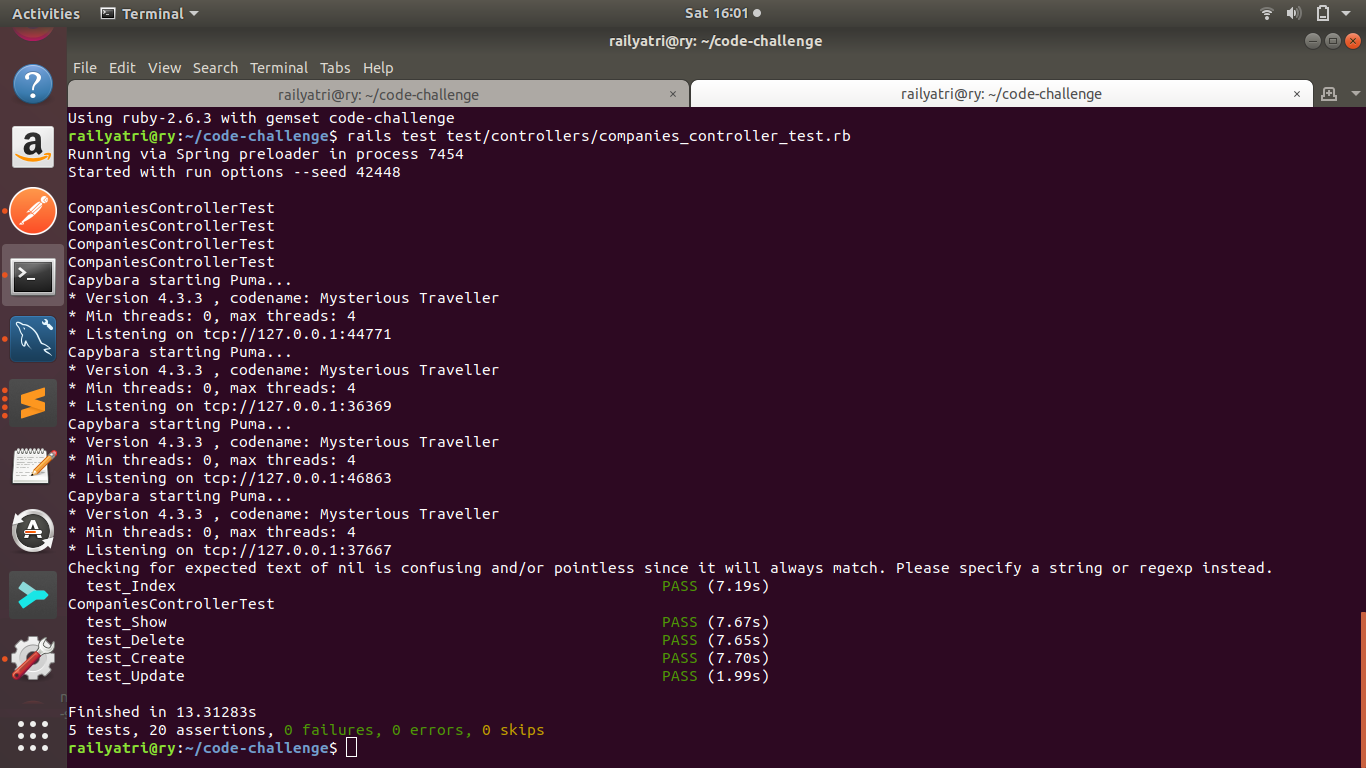 Activities Terminal Sat 16:01
railyatri@ry: ~/code-challenge
File Edit View Search Terminal Tabs Help
railyatri@ry: ~/code-challenge × railyatri@ry: ~/code-challenge ×
Using ruby-2.6.3 with gemset code-challenge
railyatri@ry:~/code-challenge$ rails test test/controllers/companies_controller_test.rb
Running via Spring preloader in process 7454
Started with run options --seed 42448
CompaniesControllerTest
CompaniesControllerTest
CompaniesControllerTest
CompaniesControllerTest
Capybara starting Puma...
* Version 4.3.3 , codename: Mysterious Traveller
* Min threads: 0, max threads: 4
* Listening on tcp://127.0.0.1:44771
Capybara starting Puma...
* Version 4.3.3 , codename: Mysterious Traveller
* Min threads: 0, max threads: 4
* Listening on tcp://127.0.0.1:36369
Capybara starting Puma...
* Version 4.3.3 , codename: Mysterious Traveller
* Min threads: 0, max threads: 4
* Listening on tcp://127.0.0.1:46863
Capybara starting Puma...
* Version 4.3.3 , codename: Mysterious Traveller
* Min threads: 0, max threads: 4
* Listening on tcp://127.0.0.1:37667
Checking for expected text of nil is confusing and/or pointless since it will always match. Please specify a string or regexp instead.
test_Index PASS (7.19s)
CompaniesControllerTest
test_Show PASS (7.67s)
test_Delete PASS (7.65s)
test_Create PASS (7.70s)
test_Update PASS (1.99s)
Finished in 13.31283s
5 tests, 20 assertions, 0 failures, 0 errors, 0 skips
railyatri@ry:~/code-challenge$